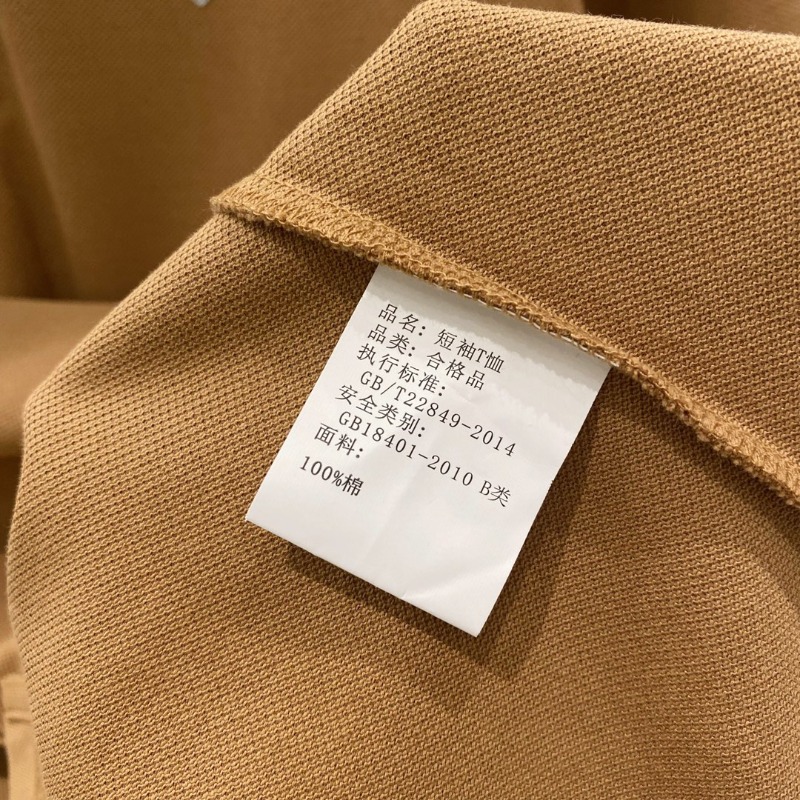 品名: 短袖T恤
品类: 合格品
执行标准:
GB/T22849-2014
安全类别:
GB18401-2010 B类
面料:
100%棉